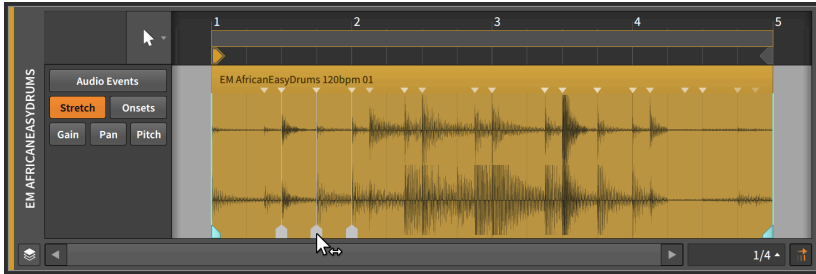 1 2 3 4 5
EM AFRICANEASYDRUMS
EM AfricanEasyDrums 120bpm 01
Audio Events
Stretch Onsets
Gain Pan Pitch
1/4